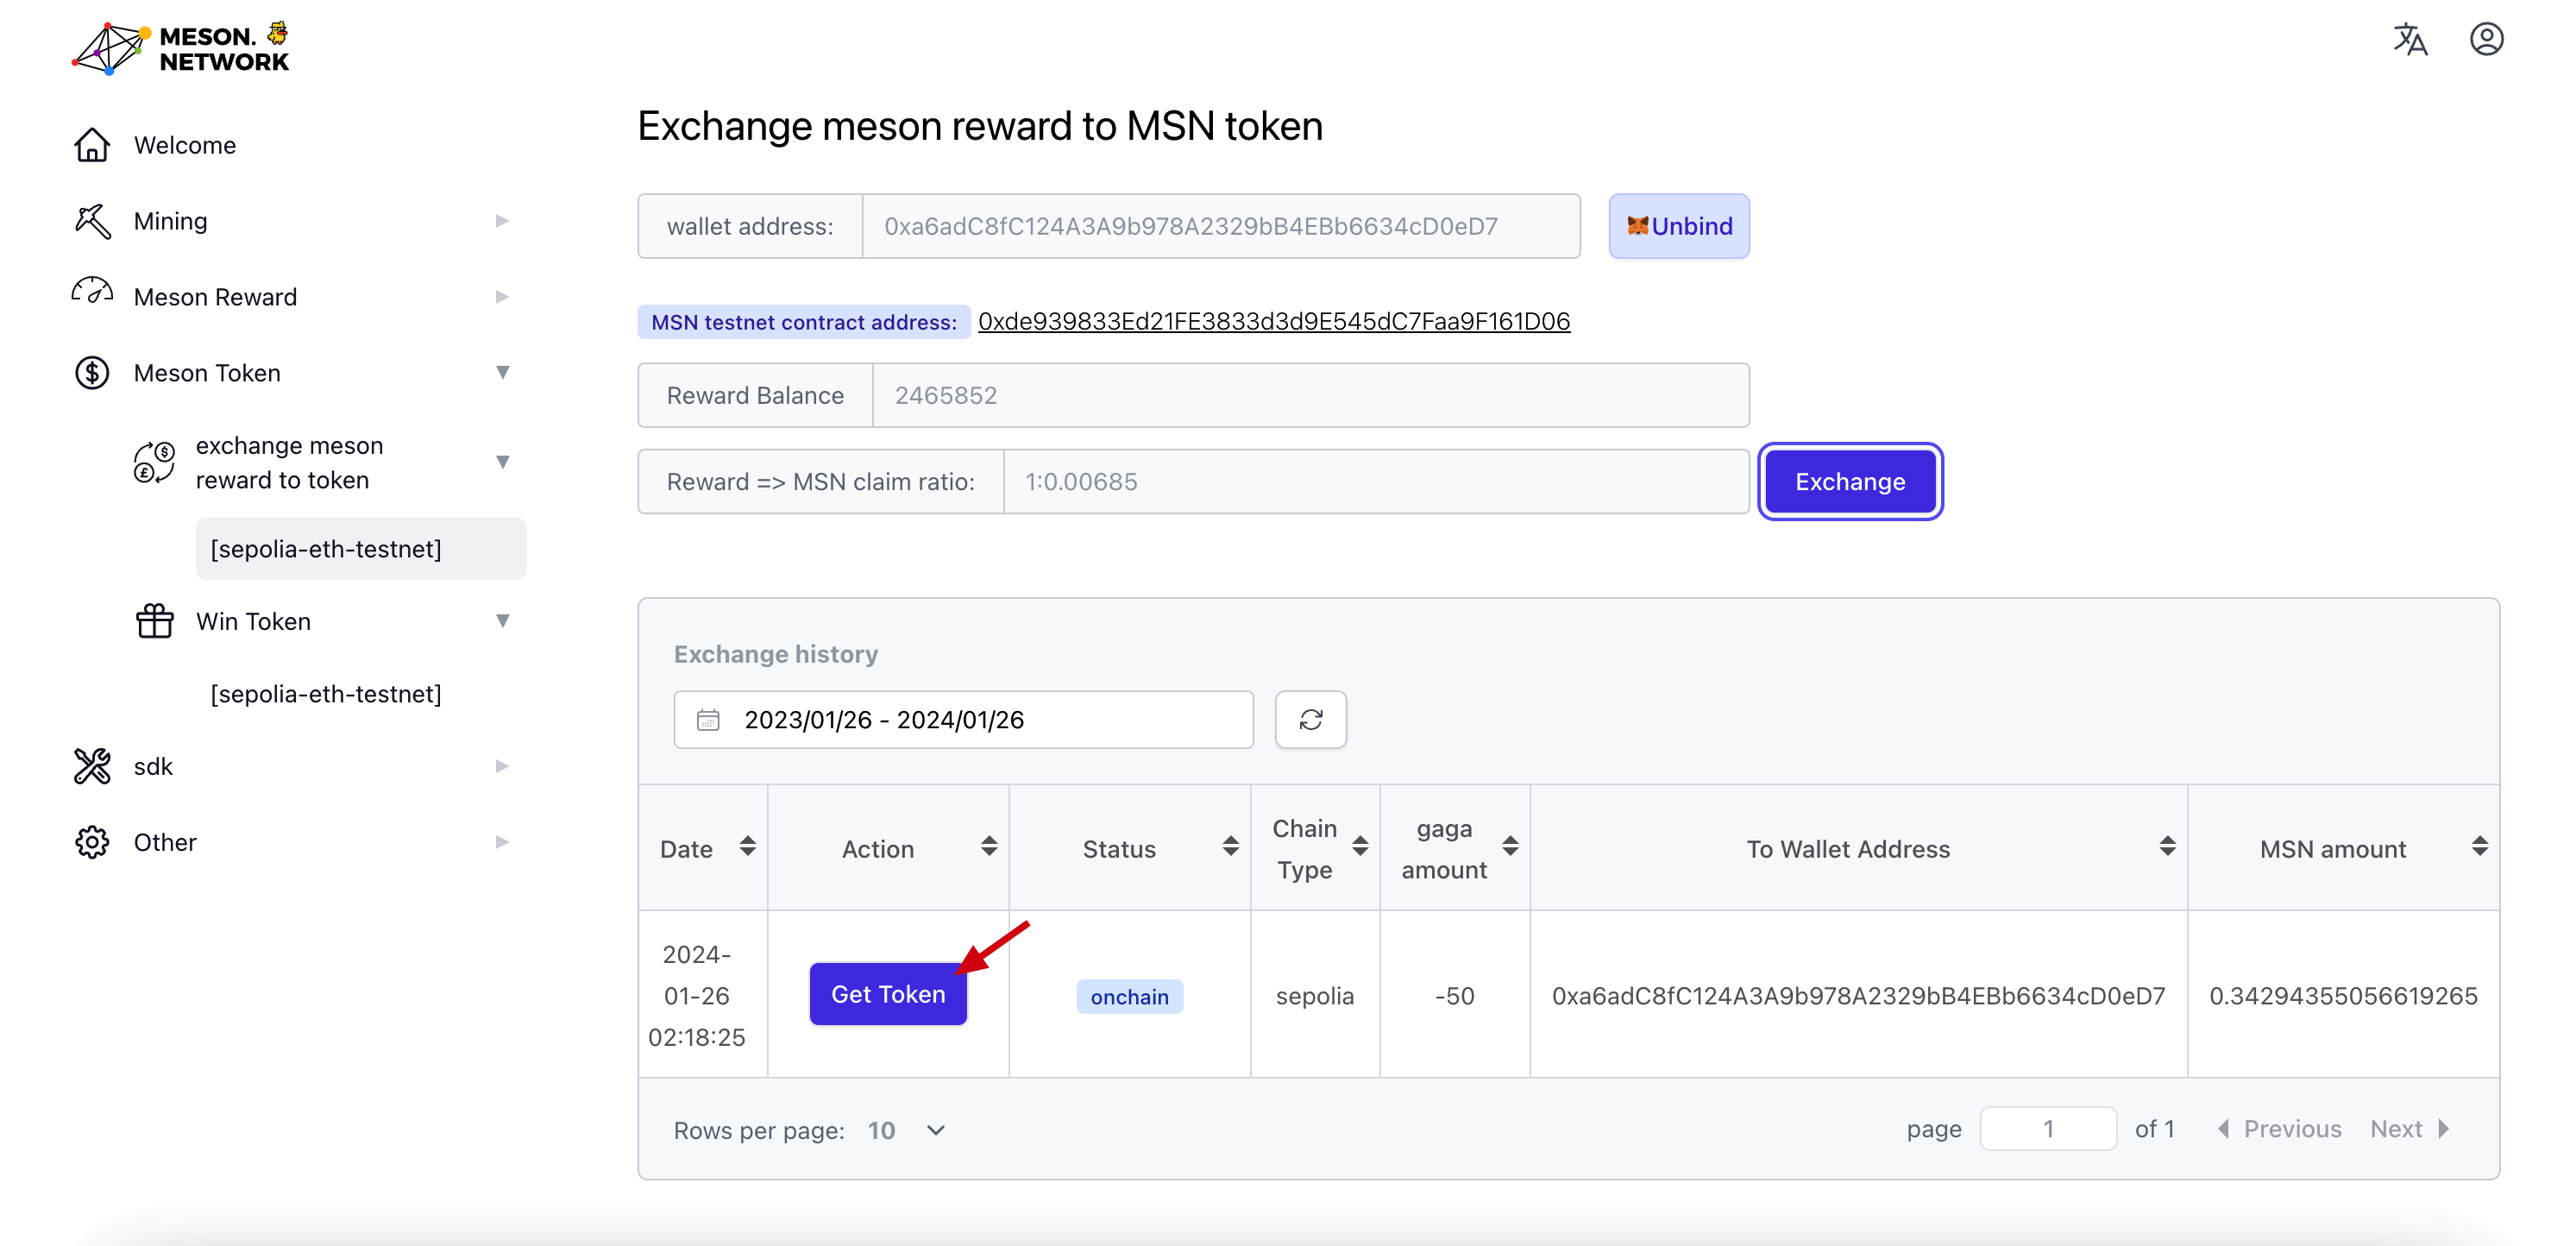 MESON.
NETWORK
Welcome
Mining
Meson Reward
Meson Token
exchange meson
reward to token
[sepolia-eth-testnet]
Win Token
[sepolia-eth-testnet]
sdk
Other
Exchange meson reward to MSN token
wallet address: 0xa6adC8fC124A3A9b978A2329bB4EBb6634cD0eD7
Unbind
MSN testnet contract address: 0xde939833Ed21FE3833d3d9E545dC7Faa9F161D06
Reward Balance 2465852
Reward => MSN claim ratio: 1:0.00685
Exchange
Exchange history
2023/01/26 - 2024/01/26
Date
Action
Status
Chain
Type
gaga
amount
To Wallet Address
MSN amount
2024-
01-26
02:18:25
Get Token
onchain
sepolia
-50
0xa6adC8fC124A3A9b978A2329bB4EBb6634cD0eD7
0.34294355056619265
Rows per page: 10
page 1 of 1
Previous
Next